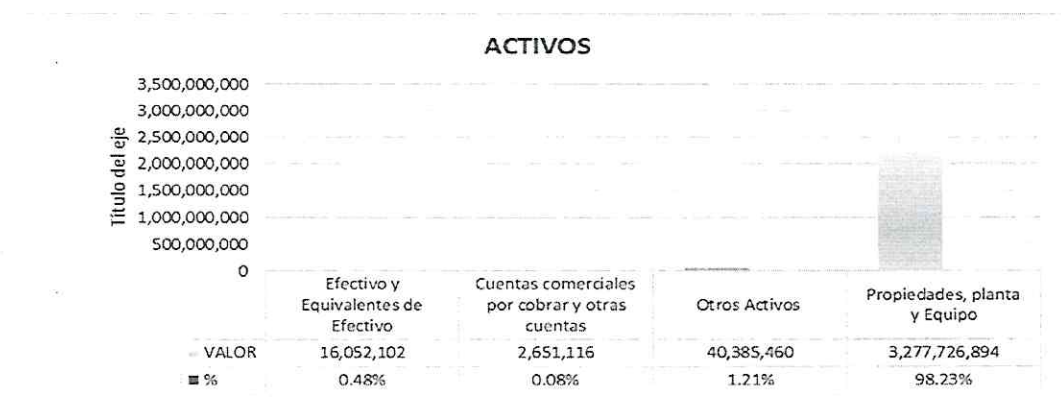 ACTIVOS
3,500,000,000
3,000,000,000
2,500,000,000
2,000,000,000
1,500,000,000
1,000,000,000
500,000,000
0
Título del eje
Efectivo y Equivalentes de Efectivo
Cuentas comerciales por cobrar y otras cuentas
Otros Activos
Propiedades, planta y Equipo
VALOR 16,052,102 2,651,116 40,385,460 3,277,726,894
% 0.48% 0.08% 1.21% 98.23%